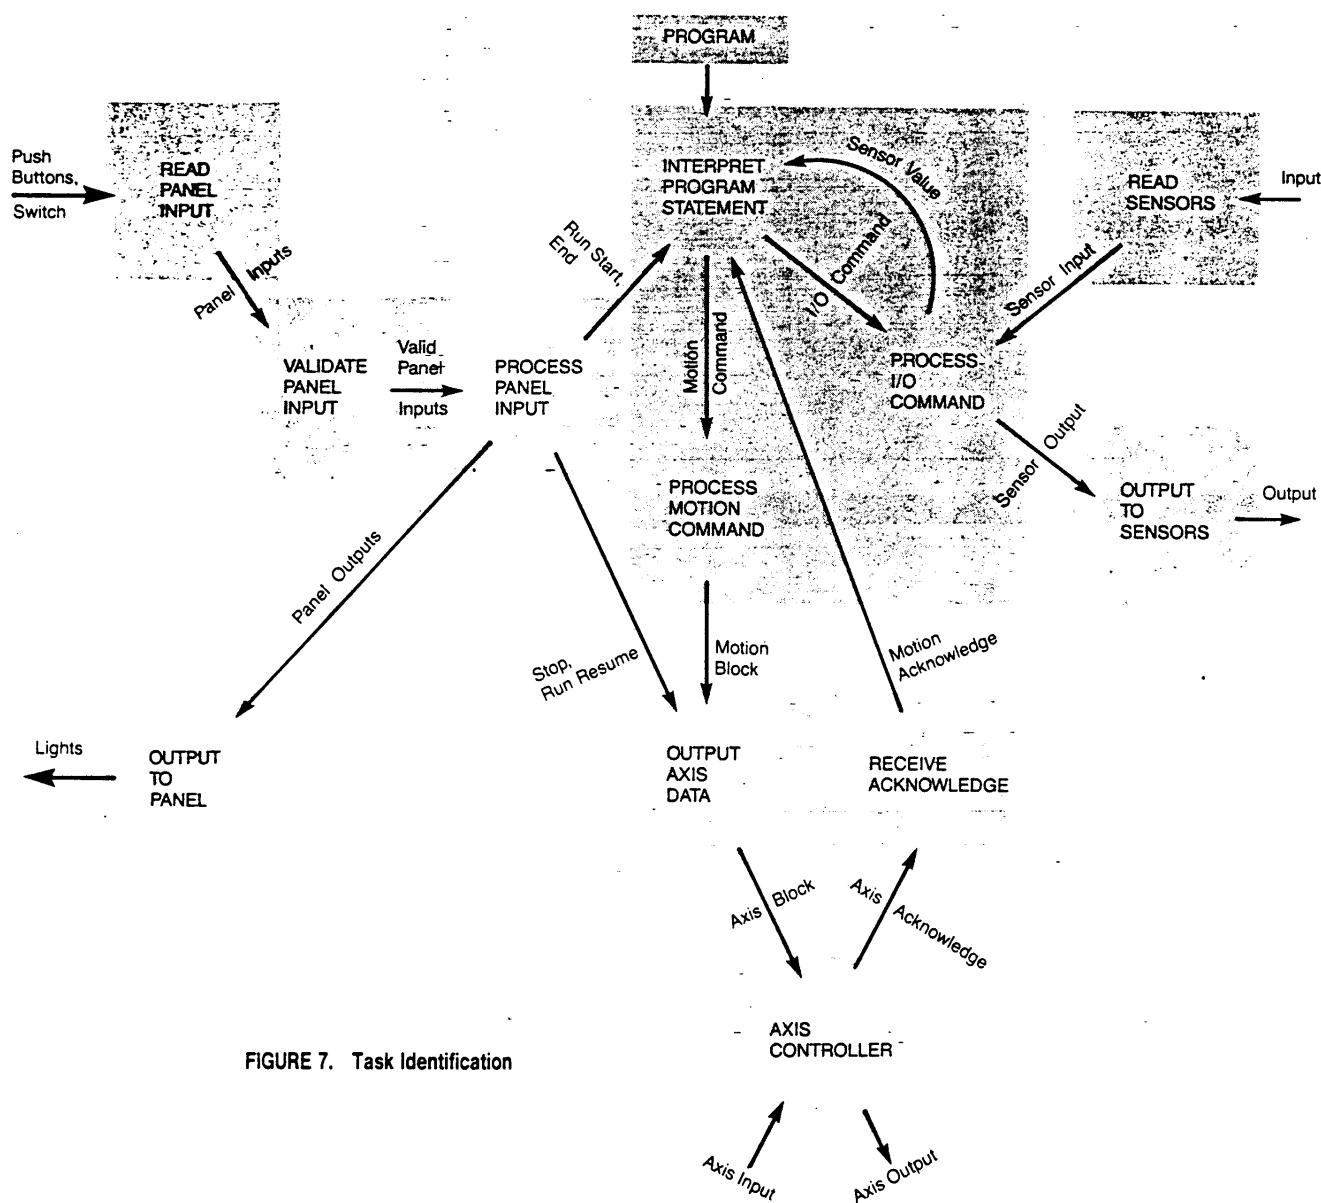 PROGRAM
Push
Buttons,
Switch
READ
PANEL
INPUT
INTERPRET
PROGRAM
STATEMENT
Sensor Value
READ
SENSORS
Input
Panel Inputs
Run Start,
End
I/O Command
Sensor Input
VALIDATE
PANEL
INPUT
Valid
Panel
Inputs
PROCESS
PANEL
INPUT
Motion
Command
PROCESS
I/O
COMMAND
Sensor Output
PROCESS
MOTION
COMMAND
OUTPUT
TO
SENSORS
Output
Panel Outputs
Stop,
Run Resume
Motion
Block
Motion
Acknowledge
Lights
OUTPUT
TO
PANEL
OUTPUT
AXIS
DATA
RECEIVE
ACKNOWLEDGE
Axis Block
Axis Acknowledge
AXIS
CONTROLLER
FIGURE 7. Task Identification
Axis Input
Axis Output